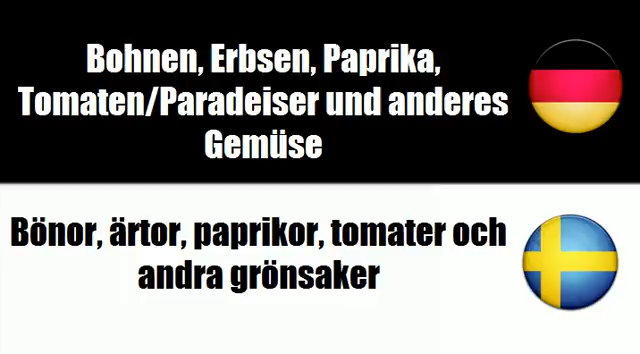 Bohnen, Erbsen, Paprika,
Tomaten/Paradeiser und anderes
Gemüse
Bönor, ärtor, paprikor, tomater och
andra grönsaker